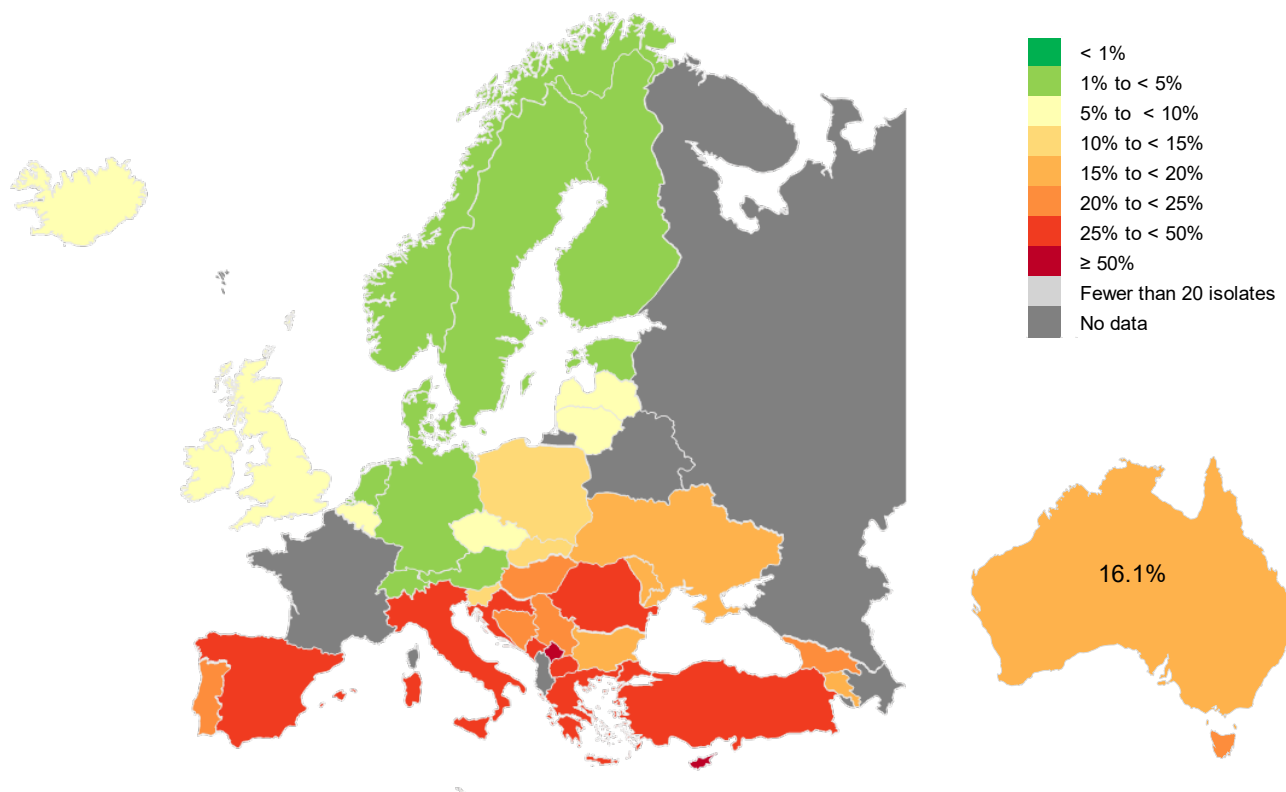 < 1%
1% to < 5%
5% to < 10%
10% to < 15%
15% to < 20%
20% to < 25%
25% to < 50%
≥ 50%
Fewer than 20 isolates
No data
16.1%